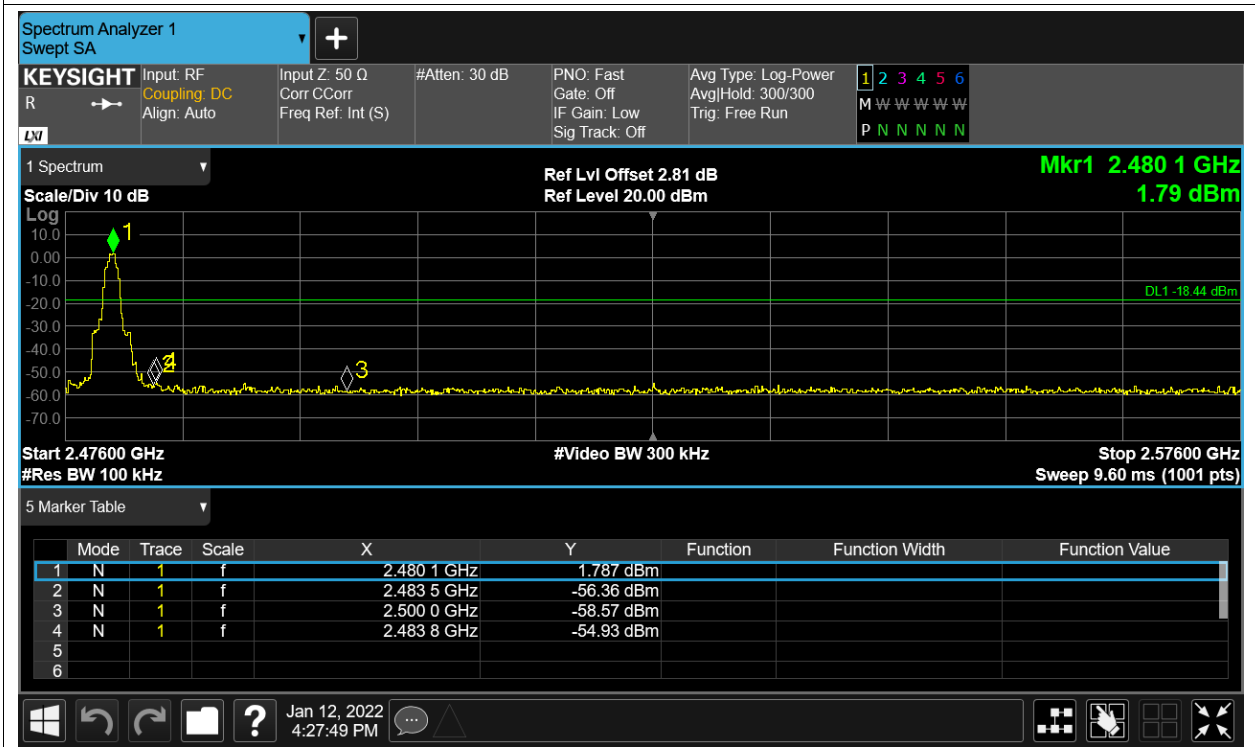 Spectrum Analyzer 1
Swept SA
KEYSIGHT Input: RF Input Z: 50 Ω #Atten: 30 dB PNO: Fast Avg Type: Log-Power 1 2 3 4 5 6
R Coupling: DC Corr CCorr Gate: Off Avg|Hold: 300/300 M W W W W W
Align: Auto Freq Ref: Int (S) IF Gain: Low Trig: Free Run
LXI Sig Track: Off P N N N N N
1 Spectrum Ref Lvl Offset 2.81 dB Mkr1 2.480 1 GHz
Scale/Div 10 dB Ref Level 20.00 dBm 1.79 dBm
Log
10.0 1
0.00
-10.0
DL1 -18.44 dBm
-20.0
-30.0
-40.0
-50.0 3
-60.0
-70.0
Start 2.47600 GHz #Video BW 300 kHz Stop 2.57600 GHz
#Res BW 100 kHz Sweep 9.60 ms (1001 pts)
5 Marker Table
Mode Trace Scale X Y Function Function Width Function Value
1 N 1 f 2.480 1 GHz 1.787 dBm
2 N 1 f 2.483 5 GHz -56.36 dBm
3 N 1 f 2.500 0 GHz -58.57 dBm
4 N 1 f 2.483 8 GHz -54.93 dBm
5
6
? Jan 12, 2022
4:27:49 PM